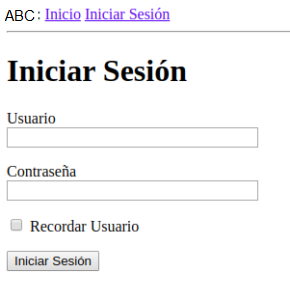 ABC : Inicio Iniciar Sesión
Iniciar Sesión
Usuario
Contraseña
Recordar Usuario
Iniciar Sesión